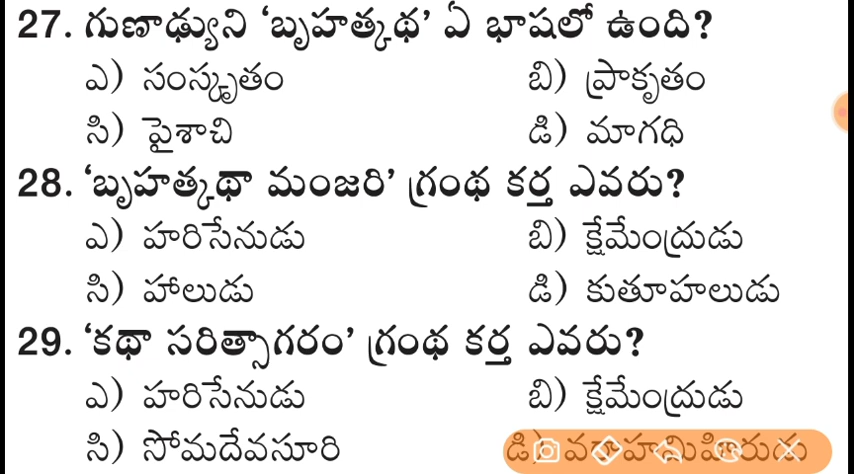 27. గుణాఢ్యుని ‘బృహత్కథ’ ఏ భాషలో ఉంది?
ఎ) సంస్కృతం బి) ప్రాకృతం
సి) పైశాచి డి) మాగధి
28. ‘బృహత్కథా మంజరి’ గ్రంథ కర్త ఎవరు?
ఎ) హరిసేనుడు బి) క్షేమేంద్రుడు
సి) హాలుడు డి) కుతూహలుడు
29. ‘కథా సరిత్సాగరం’ గ్రంథ కర్త ఎవరు?
ఎ) హరిసేనుడు బి) క్షేమేంద్రుడు
సి) సోమదేవసూరి డి)